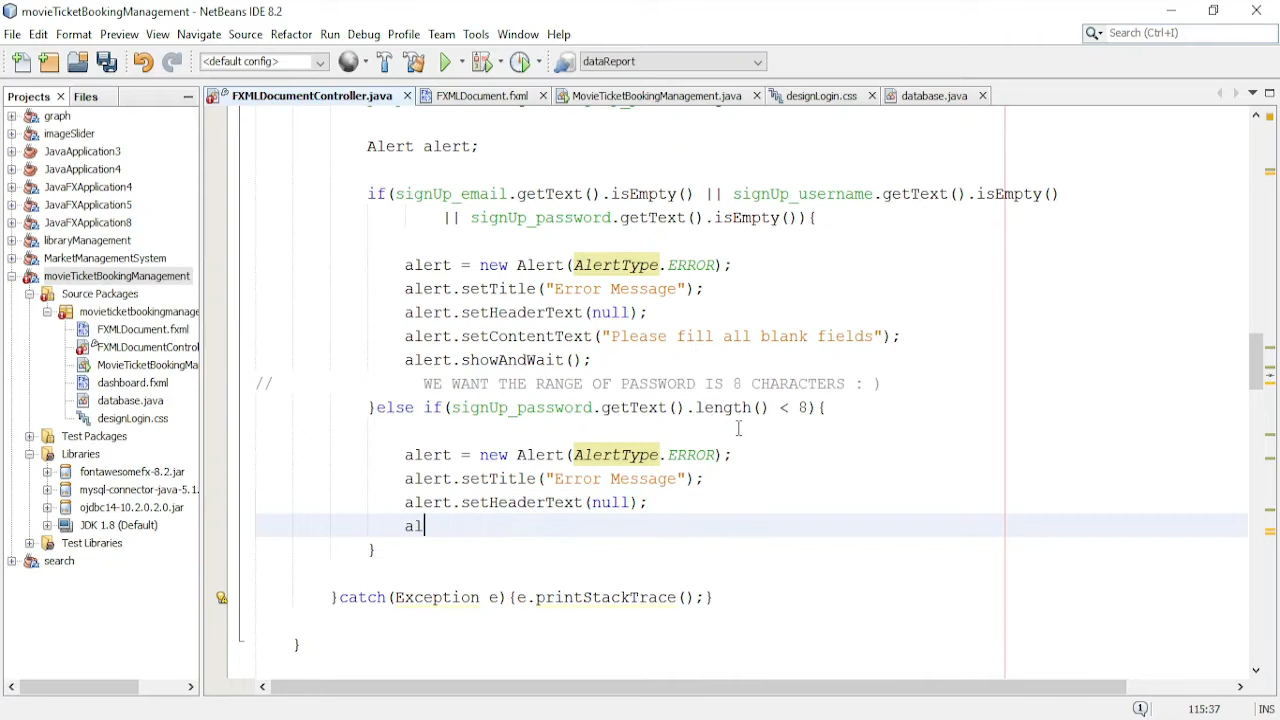 movieTicketBookingManagement - NetBeans IDE 8.2
File Edit Format Preview View Navigate Source Refactor Run Debug Profile Team Tools Window Help
Search (Ctrl+I)
<default config>
dataReport
Projects
Files
FXMLDocumentController.java
FXMLDocument.fxml
MovieTicketBookingManagement.java
designLogin.css
database.java
graph
imageSlider
JavaApplication3
JavaApplication4
JavaFXApplication4
JavaFXApplication5
JavaFXApplication8
libraryManagement
MarketManagementSystem
movieTicketBookingManagement
Source Packages
movieticketbookingmanage
FXMLDocument.fxml
FXMLDocumentContro
MovieTicketBookingMa
dashboard.fxml
database.java
designLogin.css
Test Packages
Libraries
fontawesomefx-8.2.jar
mysql-connector-java-5.1.
ojdbc14-10.2.0.2.0.jar
JDK 1.8 (Default)
Test Libraries
search
Alert alert;
if(signUp_email.getText().isEmpty() || signUp_username.getText().isEmpty()
|| signUp_password.getText().isEmpty()){
alert = new Alert(AlertType.ERROR);
alert.setTitle("Error Message");
alert.setHeaderText(null);
alert.setContentText("Please fill all blank fields");
alert.showAndWait();
// WE WANT THE RANGE OF PASSWORD IS 8 CHARACTERS : )
}else if(signUp_password.getText().length() < 8){
alert = new Alert(AlertType.ERROR);
alert.setTitle("Error Message");
alert.setHeaderText(null);
al
}
}catch(Exception e){e.printStackTrace();}
}
1
115:37
INS